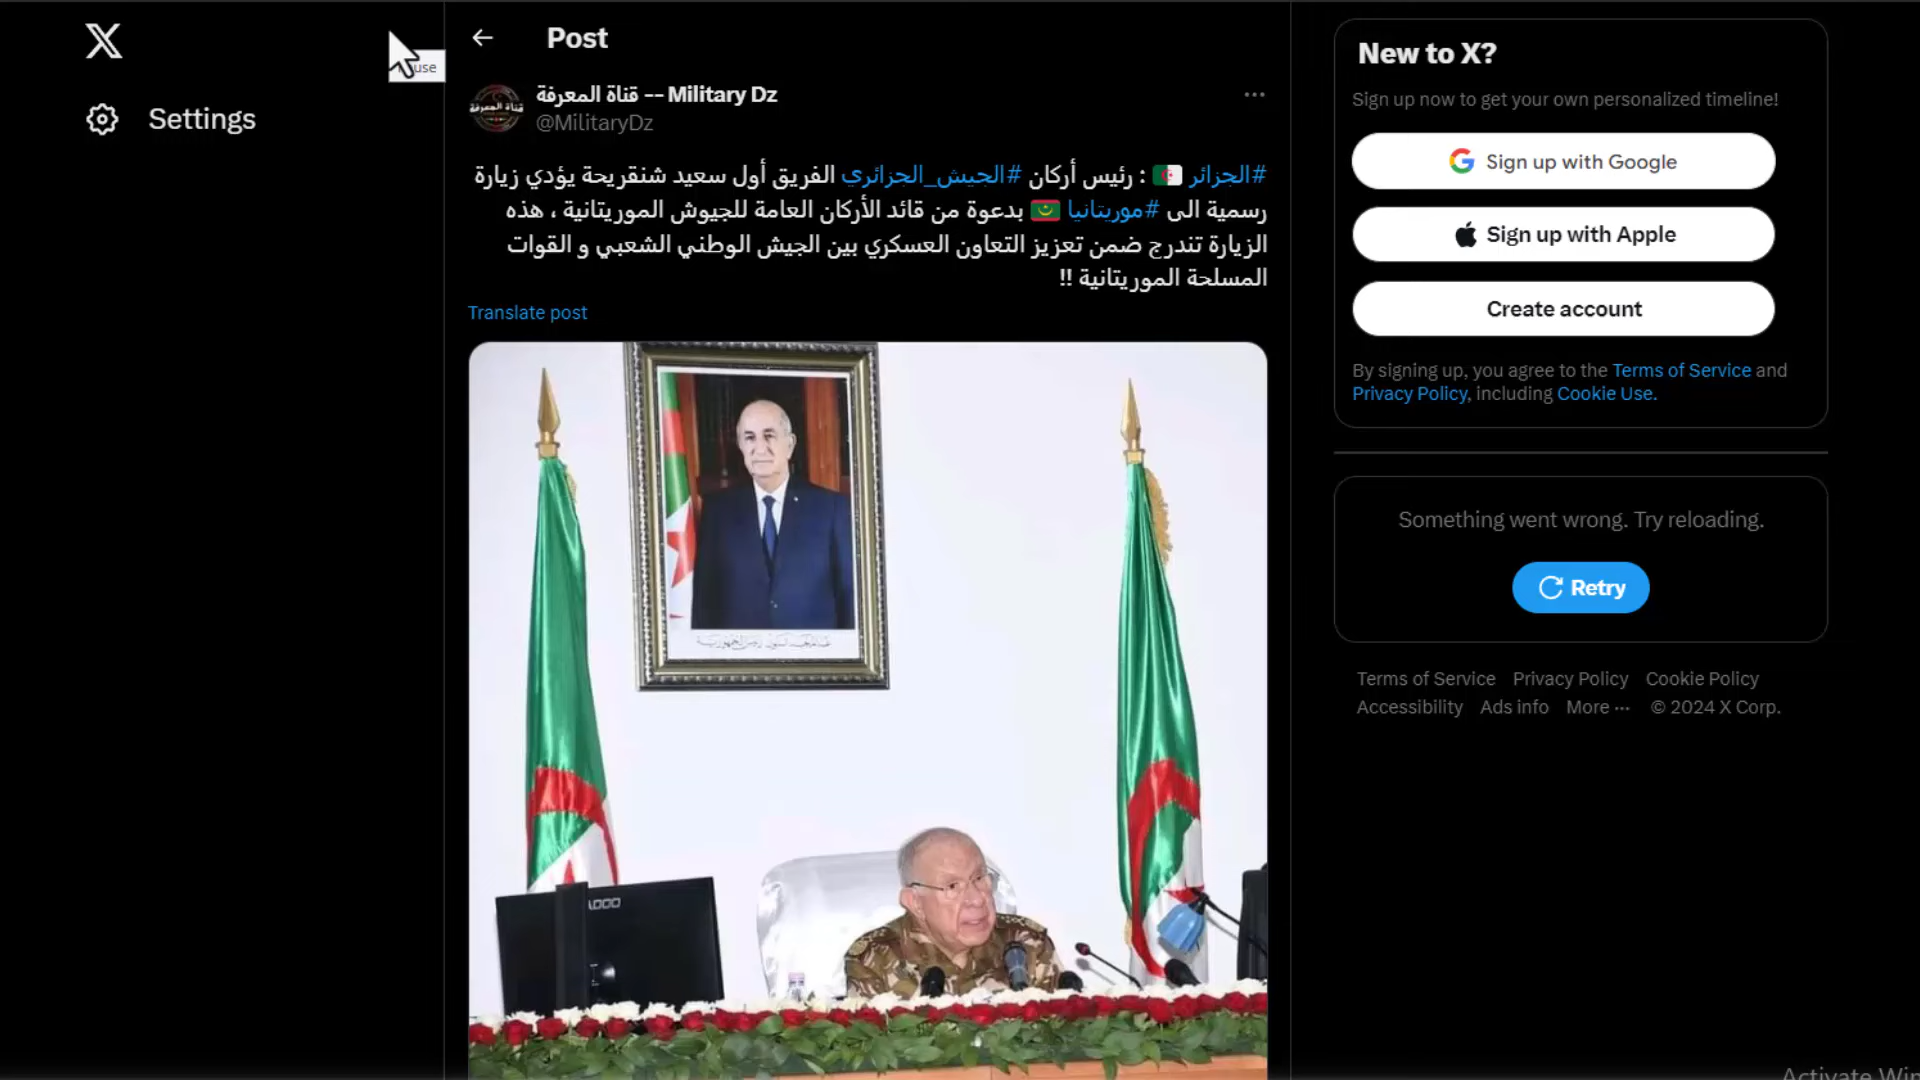 Settings
Post
قناة المعرفة -- Military Dz
@MilitaryDz
#الجزائر 🇩🇿 : رئيس أركان #الجيش_الجزائري الفريق أول سعيد شنقريحة يؤدي زيارة
رسمية الى #موريتانيا 🇲🇷 بدعوة من قائد الأركان العامة للجيوش الموريتانية ، هذه
الزيارة تندرج ضمن تعزيز التعاون العسكري بين الجيش الوطني الشعبي و القوات
المسلحة الموريتانية !!
Translate post
New to X?
Sign up now to get your own personalized timeline!
Sign up with Google
Sign up with Apple
Create account
By signing up, you agree to the Terms of Service and
Privacy Policy, including Cookie Use.
Something went wrong. Try reloading.
Retry
Terms of Service Privacy Policy Cookie Policy
Accessibility Ads info More ··· © 2024 X Corp.
Activate Win